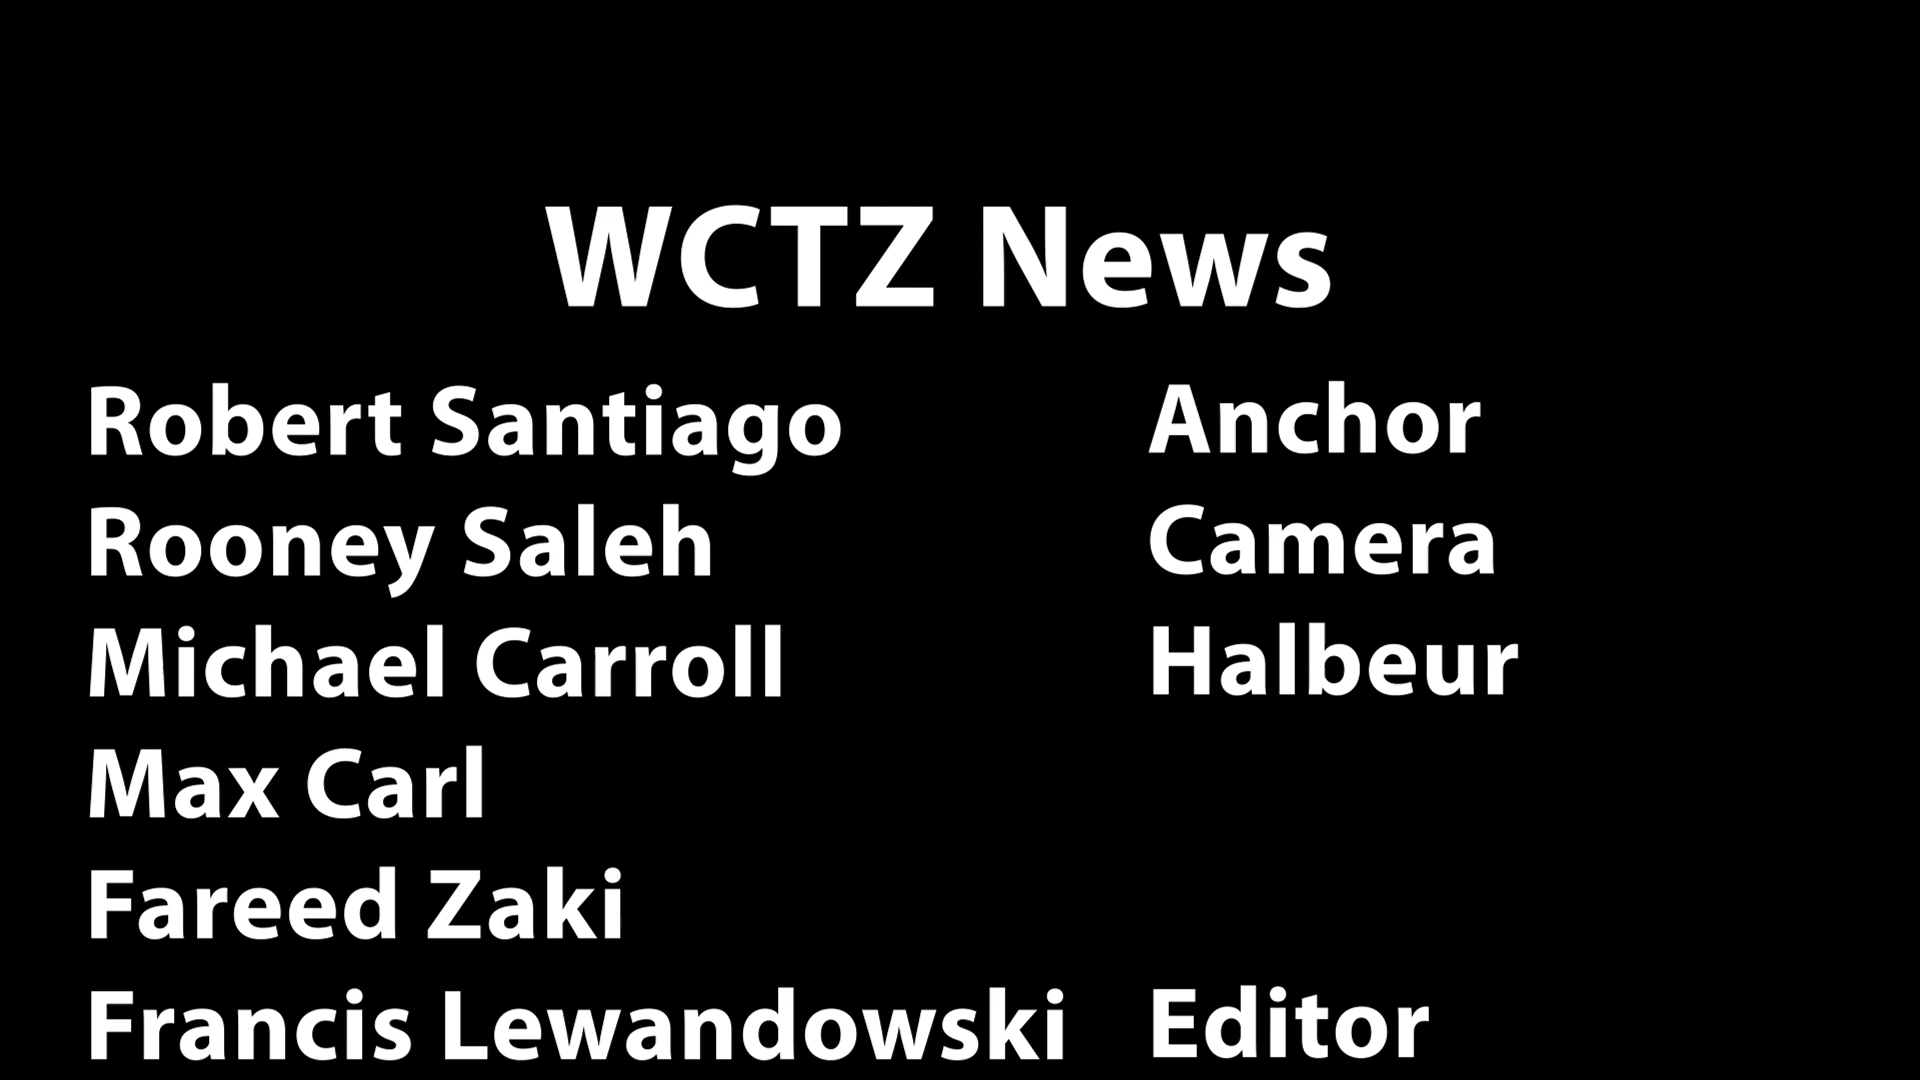 WCTZ News
Robert Santiago Anchor
Rooney Saleh Camera
Michael Carroll Halbeur
Max Carl
Fareed Zaki
Francis Lewandowski Editor